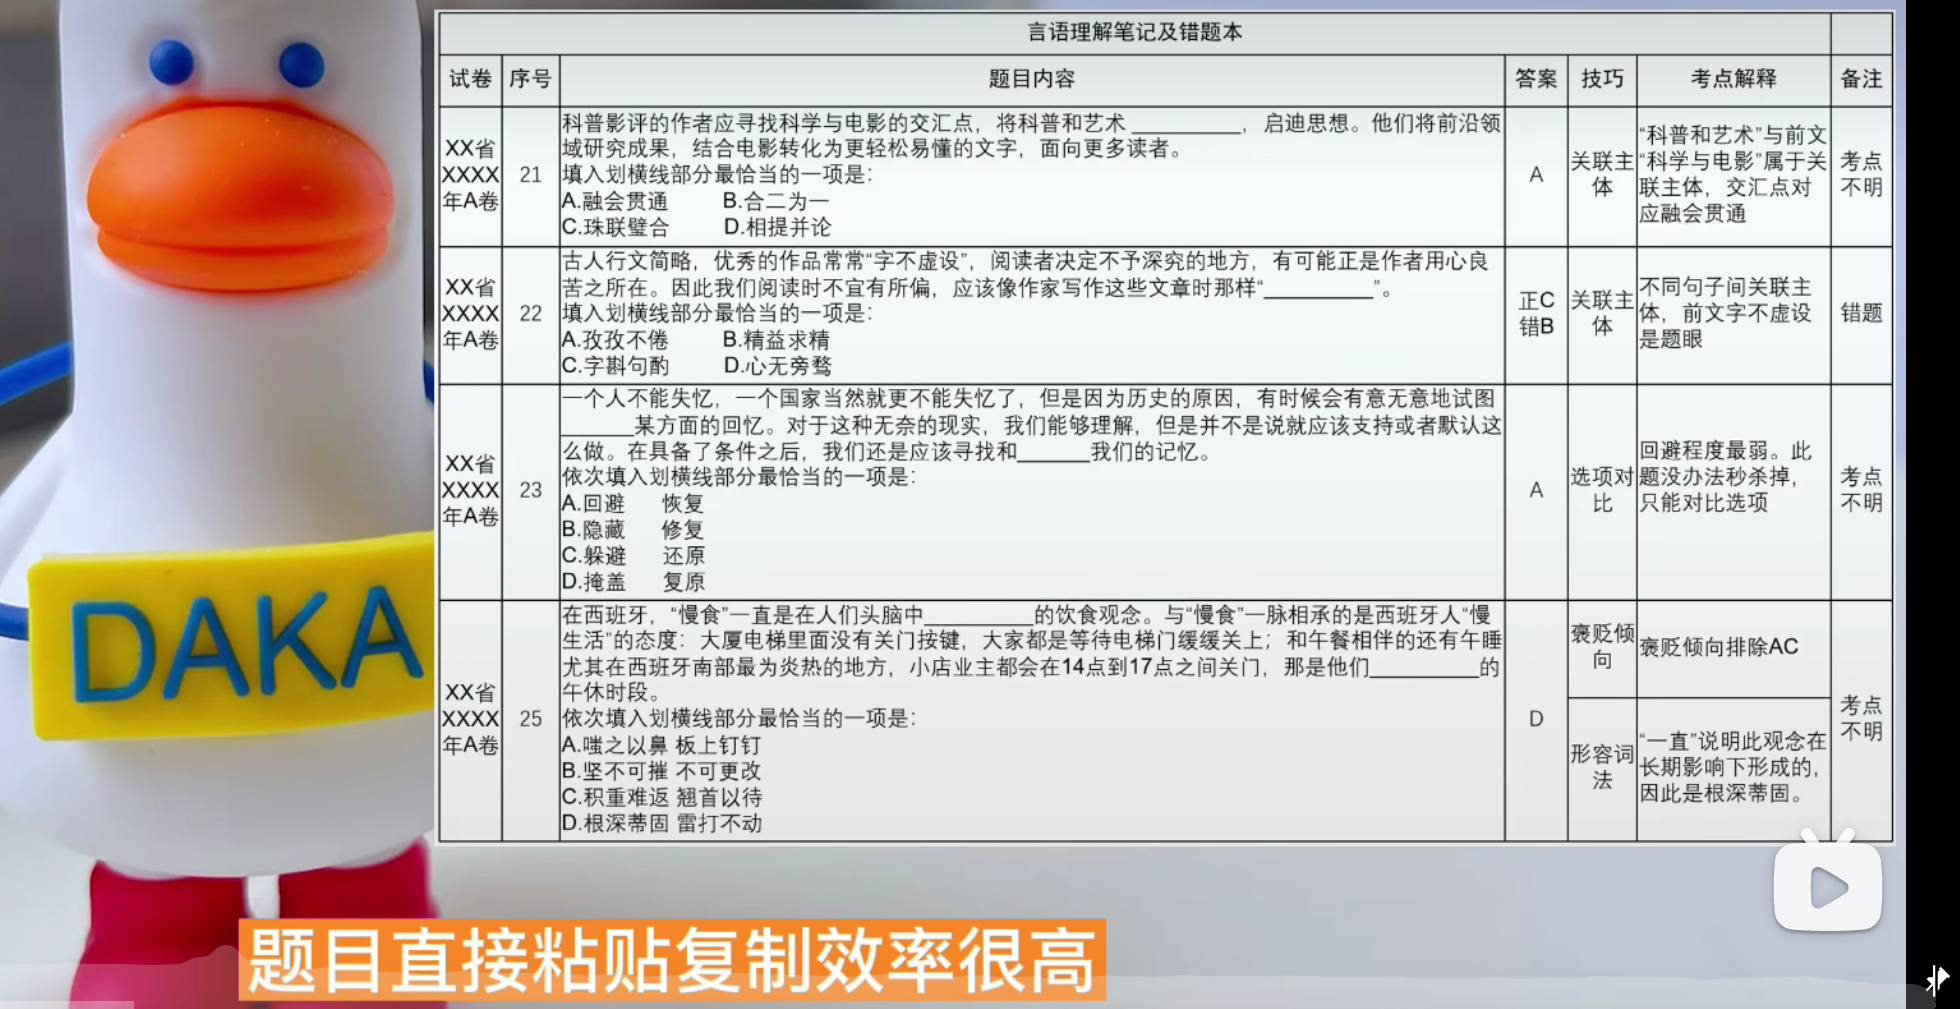 言语理解笔记及错题本
试卷 序号 题目内容 答案 技巧 考点解释 备注
XX省
XXXX
年A卷
21
科普影评的作者应寻找科学与电影的交汇点，将科普和艺术__________，启迪思想。他们将前沿领
域研究成果，结合电影转化为更轻松易懂的文字，面向更多读者。
填入划横线部分最恰当的一项是：
A.融会贯通 B.合二为一
C.珠联璧合 D.相提并论
A
关联主
体
“科普和艺术”与前文
“科学与电影”属于关
联主体，交汇点对
应融会贯通
考点
不明
XX省
XXXX
年A卷
22
古人行文简略，优秀的作品常常“字不虚设”，阅读者决定不予深究的地方，有可能正是作者用心良
苦之所在。因此我们阅读时不宜有所偏，应该像作家写作这些文章时那样“__________”。
填入划横线部分最恰当的一项是：
A.孜孜不倦 B.精益求精
C.字斟句酌 D.心无旁骛
正C
错B
关联主
体
不同句子间关联主
体，前文字不虚设
是题眼
错题
XX省
XXXX
年A卷
23
一个人不能失忆，一个国家当然就更不能失忆了，但是因为历史的原因，有时候会有意无意地试图
______某方面的回忆。对于这种无奈的现实，我们能够理解，但是并不是说就应该支持或者默认这
么做。在具备了条件之后，我们还是应该寻找和______我们的记忆。
依次填入划横线部分最恰当的一项是：
A.回避 恢复
B.隐藏 修复
C.躲避 还原
D.掩盖 复原
A
选项对
比
回避程度最弱。此
题没办法秒杀掉，
只能对比选项
考点
不明
XX省
XXXX
年A卷
25
在西班牙，“慢食”一直是在人们头脑中_________的饮食观念。与“慢食”一脉相承的是西班牙人“慢
生活”的态度：大厦电梯里面没有关门按键，大家都是等待电梯门缓缓关上；和午餐相伴的还有午睡
尤其在西班牙南部最为炎热的地方，小店业主都会在14点到17点之间关门，那是他们_________的
午休时段。
依次填入划横线部分最恰当的一项是：
A.嗤之以鼻 板上钉钉
B.坚不可摧 不可更改
C.积重难返 翘首以待
D.根深蒂固 雷打不动
D
褒贬倾
向
褒贬倾向排除AC
形容词
法
“一直”说明此观念在
长期影响下形成的，
因此是根深蒂固。
考点
不明
DAKA
题目直接粘贴复制效率很高